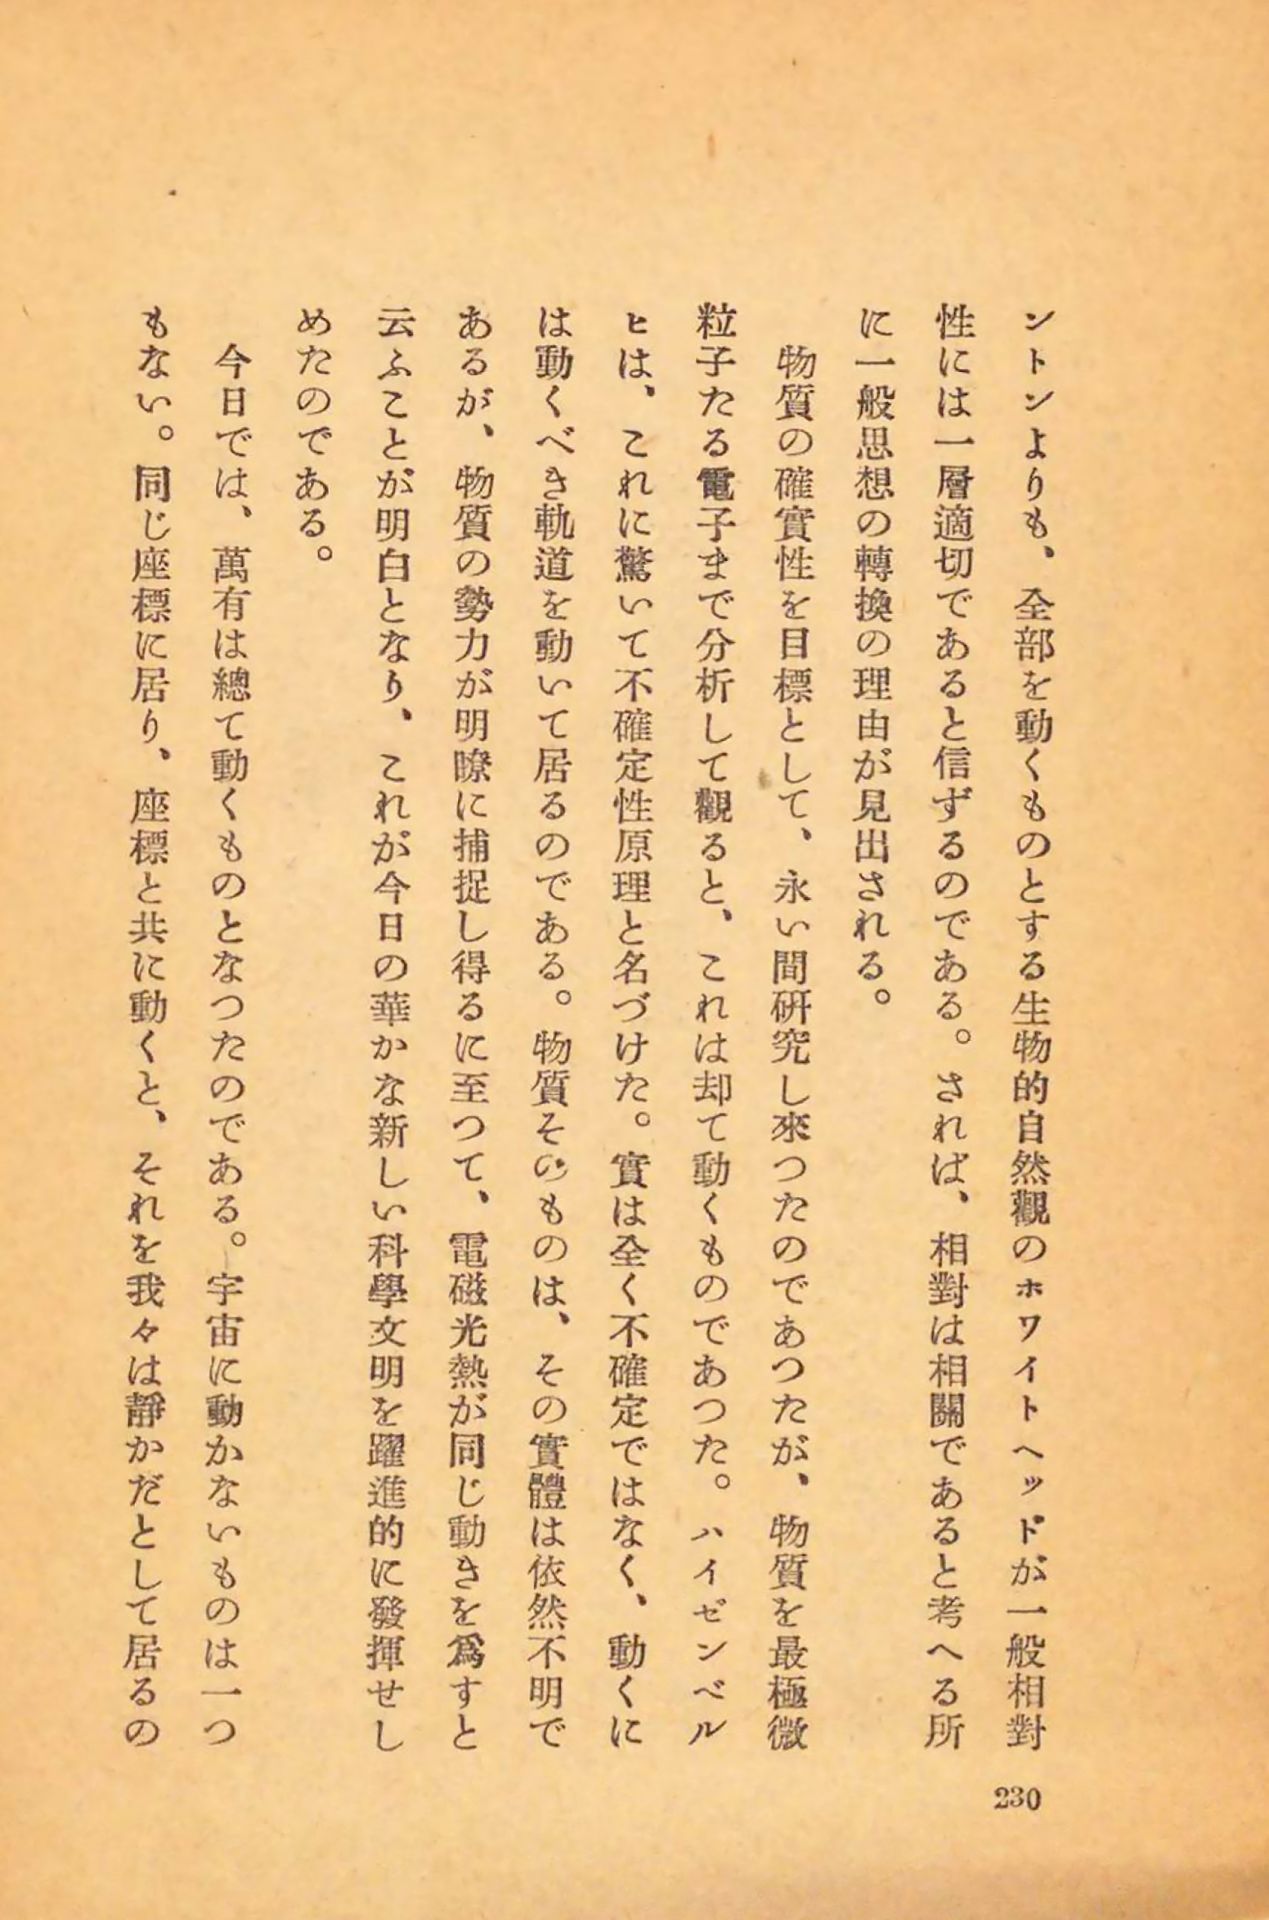 ントンよりも、全部を動くものとする生物的自然觀のホワイトヘッドが一般相對
性には一層適切であると信ずるのである。されば、相對は相關であると考へる所
に一般思想の轉換の理由が見出される。
物質の確實性を目標として、永い間硏究し來つたのであつたが、物質を最極微
粒子たる電子まで分析して觀ると、これは却て動くものであつた。ハイゼンベル
ヒは、これに驚いて不確定性原理と名づけた。實は全く不確定ではなく、動くに
は動くべき軌道を動いて居るのである。物質そのものは、その實體は依然不明で
あるが、物質の勢力が明瞭に捕捉し得るに至つて、電磁光熱が同じ動きを爲すと
云ふことが明白となり、これが今日の華かな新しい科學文明を躍進的に發揮せし
めたのである。
今日では、萬有は總て動くものとなつたのである。宇宙に動かないものは一つ
もない。同じ座標に居り、座標と共に動くと、それを我々は靜かだとして居るの
230